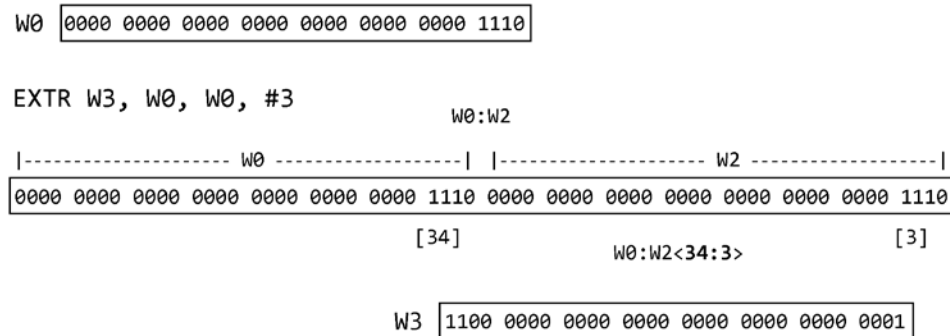 W0 0000 0000 0000 0000 0000 0000 0000 1110
EXTR W3, W0, W0, #3
W0:W2
|-------------------- W0 ------------------| |-------------------- W2 ------------------|
0000 0000 0000 0000 0000 0000 0000 1110 0000 0000 0000 0000 0000 0000 0000 1110
[34] [3]
W0:W2<34:3>
W3 1100 0000 0000 0000 0000 0000 0000 0001